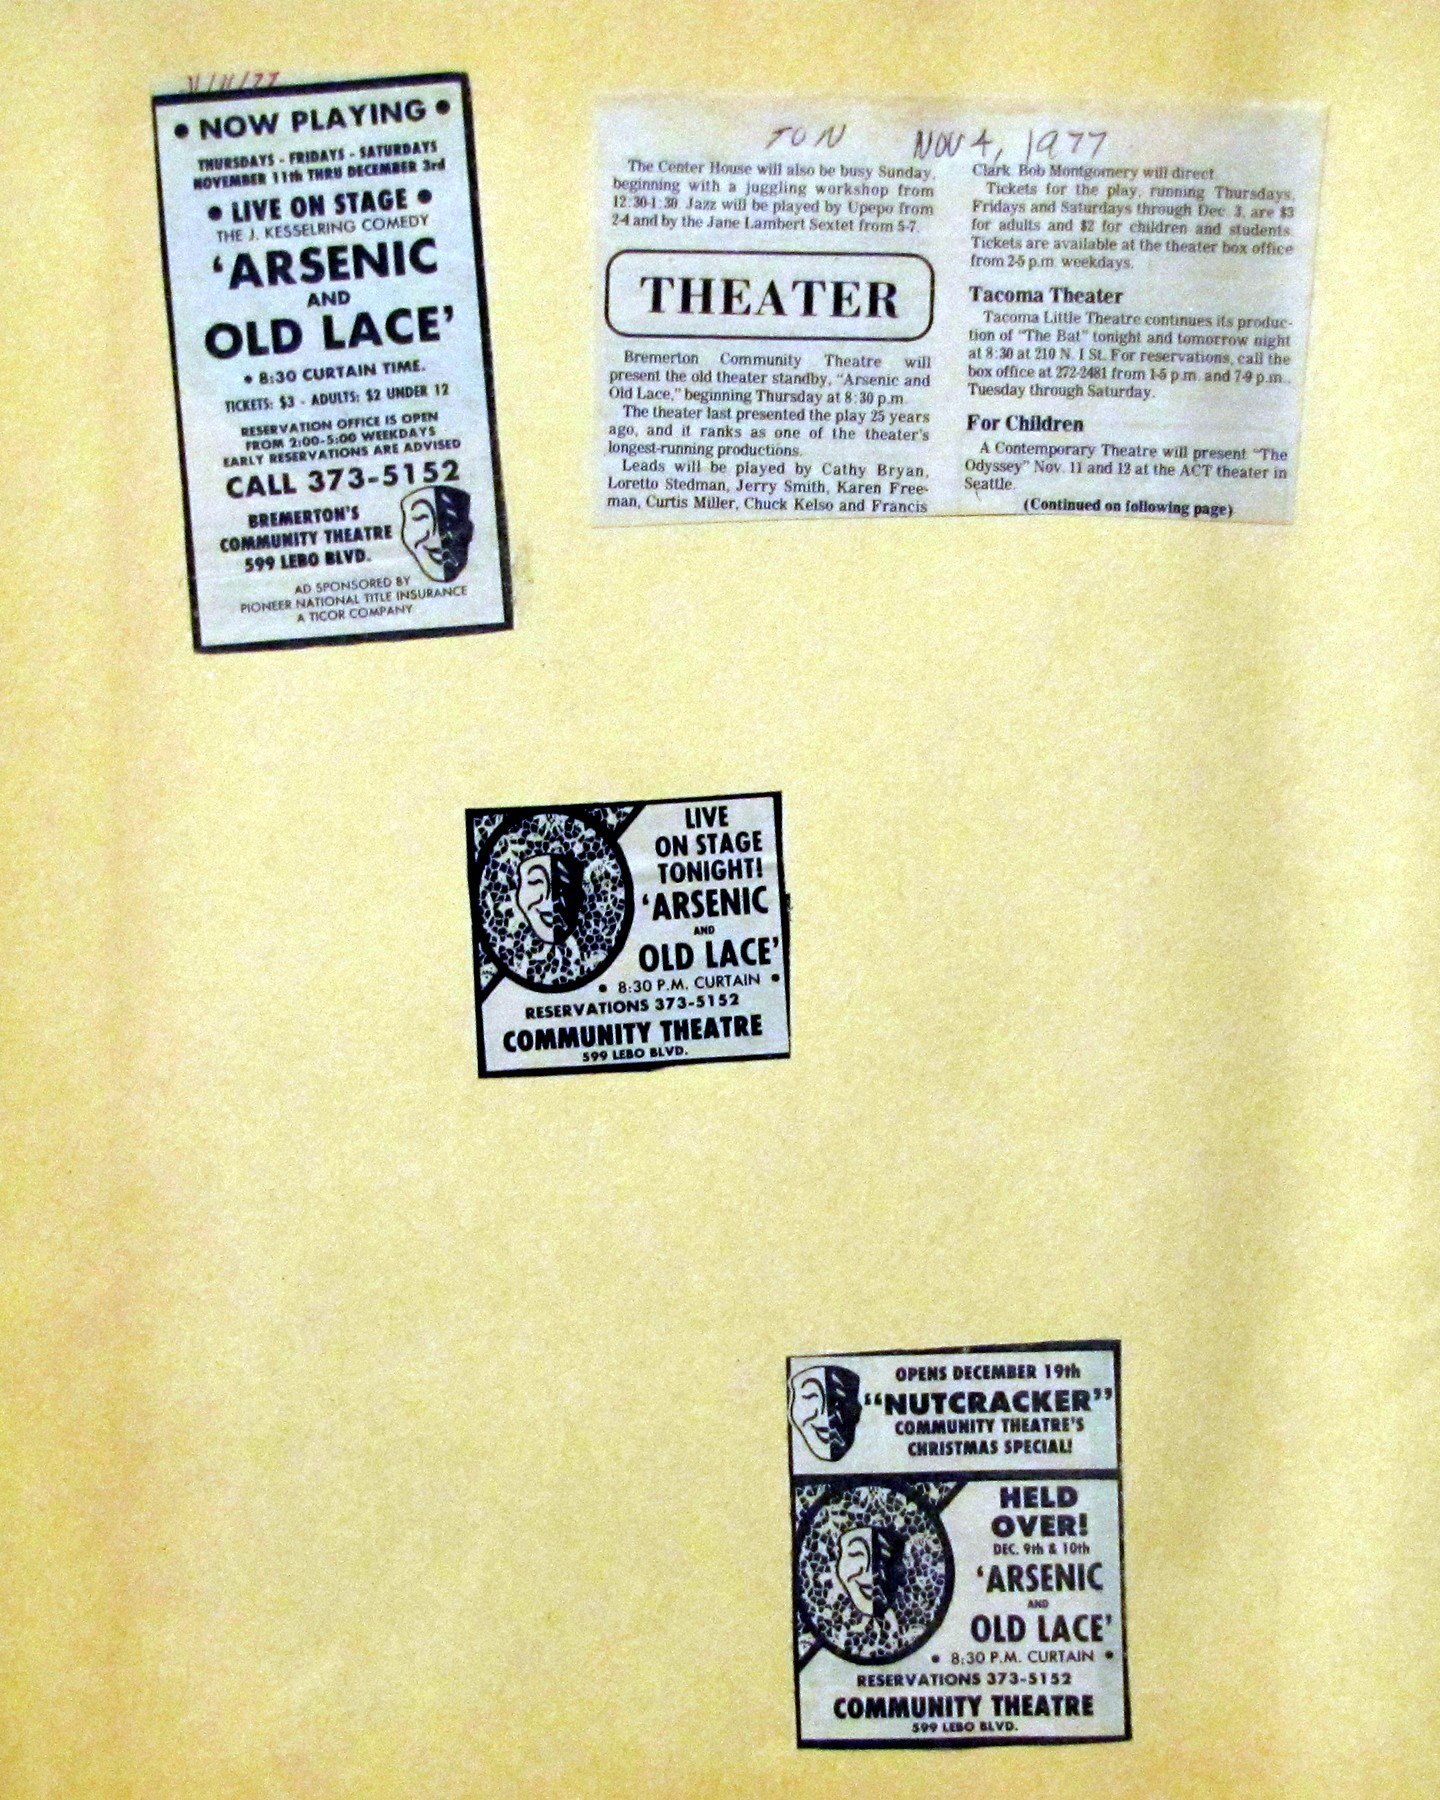 11/11/77
• NOW PLAYING •
THURSDAYS - FRIDAYS - SATURDAYS
NOVEMBER 11th THRU DECEMBER 3rd
• LIVE ON STAGE •
THE J. KESSELRING COMEDY
'ARSENIC
AND
OLD LACE'
• 8:30 CURTAIN TIME.
TICKETS: $3 - ADULTS: $2 UNDER 12
RESERVATION OFFICE IS OPEN
FROM 2:00-5:00 WEEKDAYS
EARLY RESERVATIONS ARE ADVISED
CALL 373-5152
BREMERTON'S
COMMUNITY THEATRE
599 LEBO BLVD.
AD SPONSORED BY
PIONEER NATIONAL TITLE INSURANCE
A TICOR COMPANY
NOV 4, 1977
The Center House will also be busy Sunday,
beginning with a juggling workshop from
12:30-1:30. Jazz will be played by Upepo from
2-4 and by the Jane Lambert Sextet from 5-7.
THEATER
Bremerton Community Theatre will
present the old theater standby, "Arsenic and
Old Lace," beginning Thursday at 8:30 p.m.
The theater last presented the play 25 years
ago, and it ranks as one of the theater's
longest-running productions.
Leads will be played by Cathy Bryan,
Loretto Stedman, Jerry Smith, Karen Free-
man, Curtis Miller, Chuck Kelso and Francis
Clark. Bob Montgomery will direct.
Tickets for the play, running Thursdays,
Fridays and Saturdays through Dec. 3, are $3
for adults and $2 for children and students.
Tickets are available at the theater box office
from 2-5 p.m. weekdays.
Tacoma Theater
Tacoma Little Theatre continues its produc-
tion of "The Bat" tonight and tomorrow night
at 8:30 at 210 N. I St. For reservations, call the
box office at 272-2481 from 1-5 p.m. and 7-9 p.m.,
Tuesday through Saturday.
For Children
A Contemporary Theatre will present "The
Odyssey" Nov. 11 and 12 at the ACT theater in
Seattle.
(Continued on following page)
LIVE
ON STAGE
TONIGHT!
'ARSENIC
AND
OLD LACE'
• 8:30 P.M. CURTAIN •
RESERVATIONS 373-5152
COMMUNITY THEATRE
599 LEBO BLVD.
OPENS DECEMBER 19th
"NUTCRACKER"
COMMUNITY THEATRE'S
CHRISTMAS SPECIAL!
HELD
OVER!
DEC. 9th & 10th
'ARSENIC
AND
OLD LACE'
• 8:30 P.M. CURTAIN •
RESERVATIONS 373-5152
COMMUNITY THEATRE
599 LEBO BLVD.